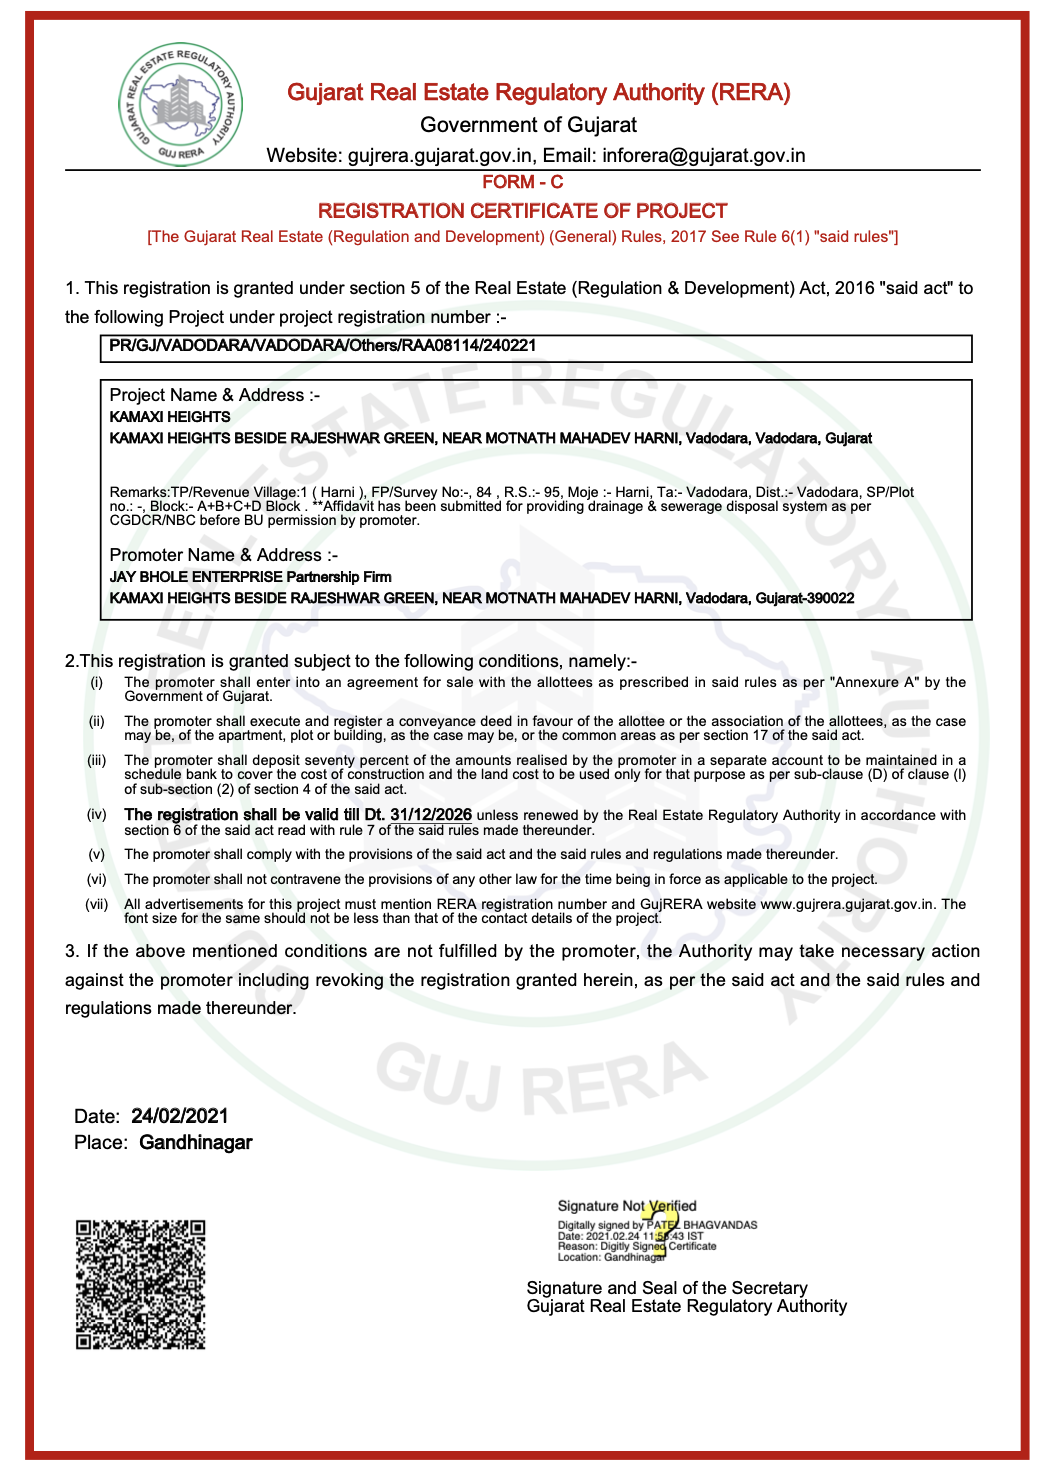 GUJARAT REAL ESTATE REGULATORY AUTHORITY
GUJ RERA
Gujarat Real Estate Regulatory Authority (RERA)
Government of Gujarat
Website: gujrera.gujarat.gov.in, Email: inforera@gujarat.gov.in
FORM - C
REGISTRATION CERTIFICATE OF PROJECT
[The Gujarat Real Estate (Regulation and Development) (General) Rules, 2017 See Rule 6(1) "said rules"]
1. This registration is granted under section 5 of the Real Estate (Regulation & Development) Act, 2016 "said act" to
the following Project under project registration number :-
PR/GJ/VADODARA/VADODARA/Others/RAA08114/240221
Project Name & Address :-
KAMAXI HEIGHTS
KAMAXI HEIGHTS BESIDE RAJESHWAR GREEN, NEAR MOTNATH MAHADEV HARNI, Vadodara, Vadodara, Gujarat
Remarks:TP/Revenue Village:1 ( Harni ), FP/Survey No:-, 84 , R.S.:- 95, Moje :- Harni, Ta:- Vadodara, Dist.:- Vadodara, SP/Plot
no.: -, Block:- A+B+C+D Block . **Affidavit has been submitted for providing drainage & sewerage disposal system as per
CGDCR/NBC before BU permission by promoter.
Promoter Name & Address :-
JAY BHOLE ENTERPRISE Partnership Firm
KAMAXI HEIGHTS BESIDE RAJESHWAR GREEN, NEAR MOTNATH MAHADEV HARNI, Vadodara, Gujarat-390022
2.This registration is granted subject to the following conditions, namely:-
(i) The promoter shall enter into an agreement for sale with the allottees as prescribed in said rules as per "Annexure A" by the
Government of Gujarat.
(ii) The promoter shall execute and register a conveyance deed in favour of the allottee or the association of the allottees, as the case
may be, of the apartment, plot or building, as the case may be, or the common areas as per section 17 of the said act.
(iii) The promoter shall deposit seventy percent of the amounts realised by the promoter in a separate account to be maintained in a
schedule bank to cover the cost of construction and the land cost to be used only for that purpose as per sub-clause (D) of clause (l)
of sub-section (2) of section 4 of the said act.
(iv) The registration shall be valid till Dt. 31/12/2026 unless renewed by the Real Estate Regulatory Authority in accordance with
section 6 of the said act read with rule 7 of the said rules made thereunder.
(v) The promoter shall comply with the provisions of the said act and the said rules and regulations made thereunder.
(vi) The promoter shall not contravene the provisions of any other law for the time being in force as applicable to the project.
(vii) All advertisements for this project must mention RERA registration number and GujRERA website www.gujrera.gujarat.gov.in. The
font size for the same should not be less than that of the contact details of the project.
3. If the above mentioned conditions are not fulfilled by the promoter, the Authority may take necessary action
against the promoter including revoking the registration granted herein, as per the said act and the said rules and
regulations made thereunder.
GUJARAT REAL ESTATE REGULATORY AUTHORITY
GUJ RERA
Date: 24/02/2021
Place: Gandhinagar
Signature Not Verified
Digitally signed by PATEL BHAGVANDAS
Date: 2021.02.24 11:58:43 IST
Reason: Digitly Signed Certificate
Location: Gandhinagar
Signature and Seal of the Secretary
Gujarat Real Estate Regulatory Authority